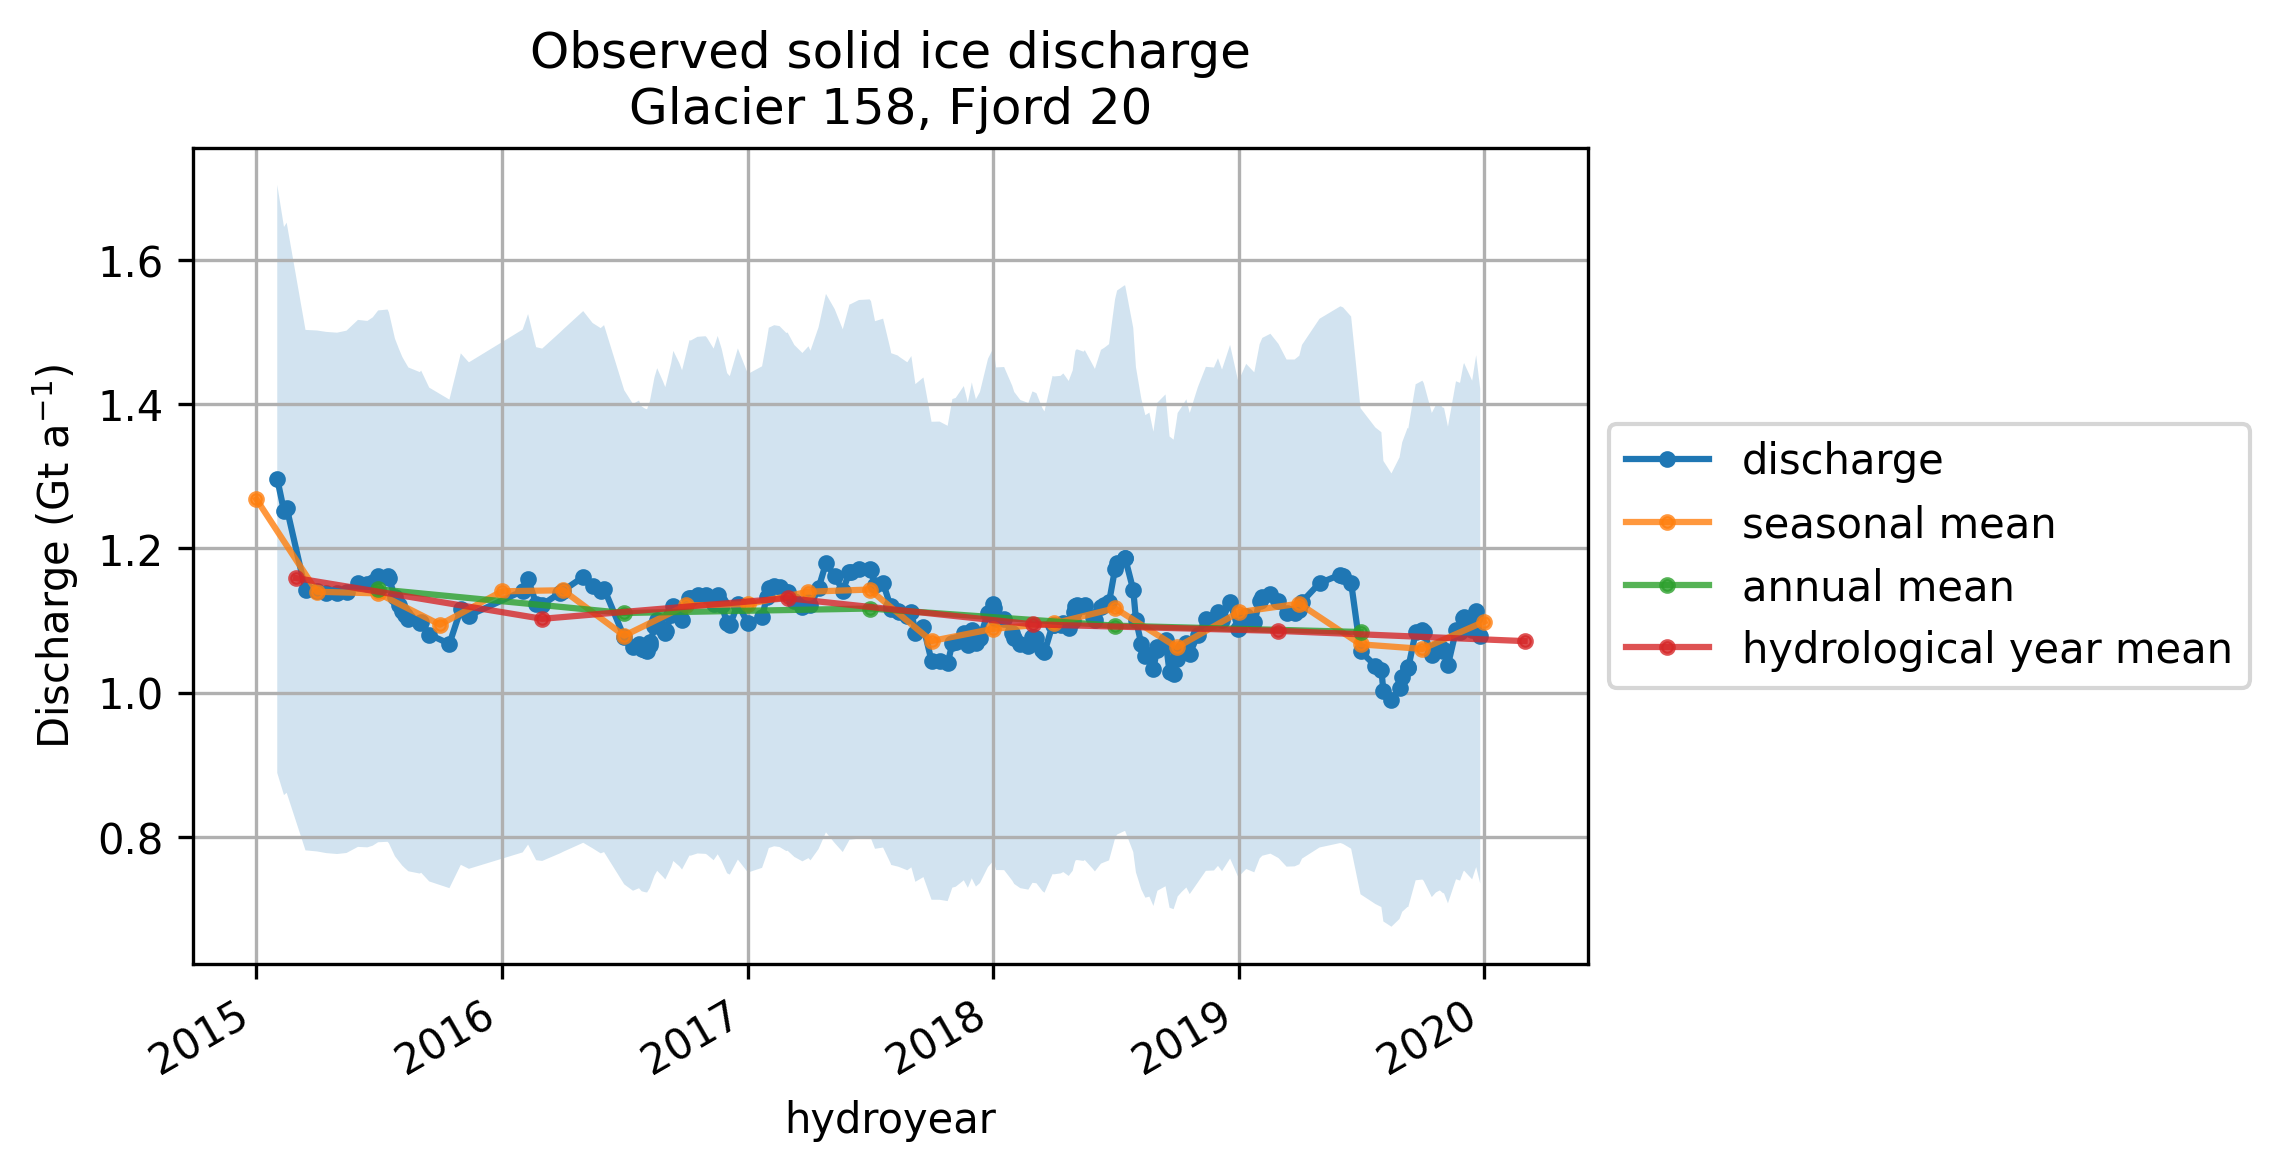 Observed solid ice discharge
Glacier 158, Fjord 20
Discharge (Gt a⁻¹)
1.6
1.4
1.2
1.0
0.8
2015
2016
2017
2018
2019
2020
hydroyear
discharge
seasonal mean
annual mean
hydrological year mean